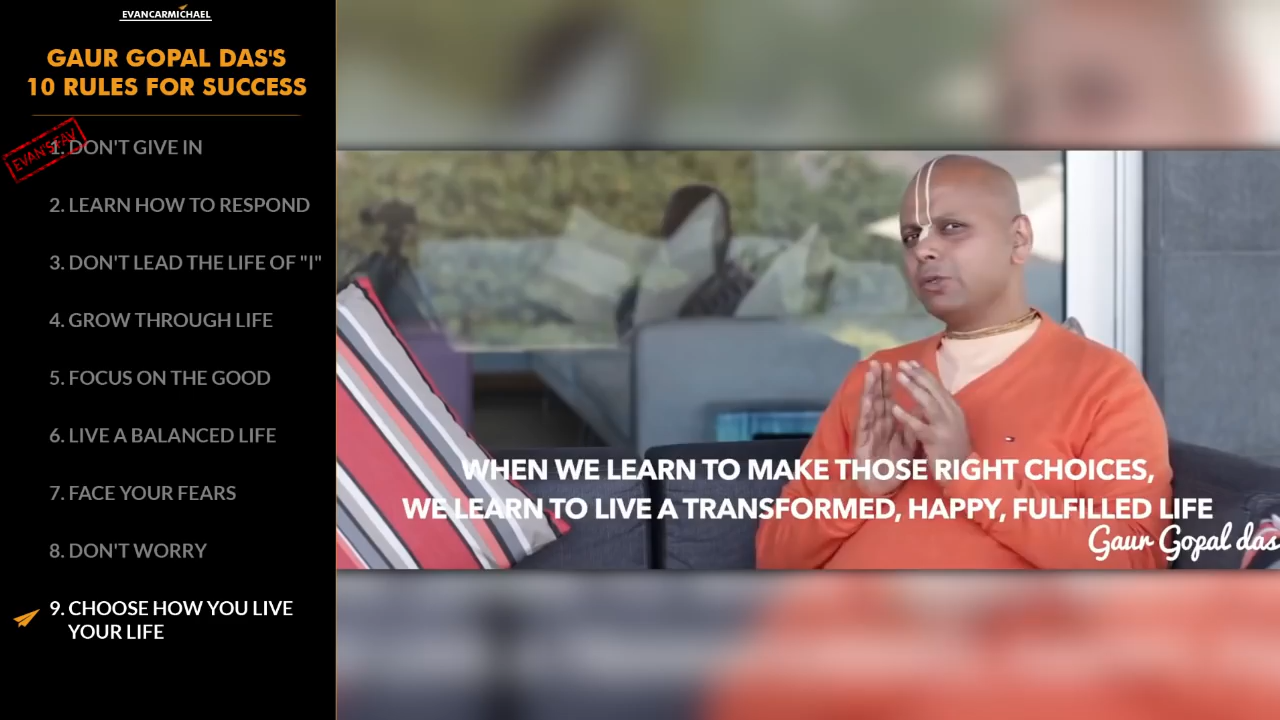 EVANCARMICHAEL
GAUR GOPAL DAS'S
10 RULES FOR SUCCESS
EVAN'S FAV
1. DON'T GIVE IN
2. LEARN HOW TO RESPOND
3. DON'T LEAD THE LIFE OF "I"
4. GROW THROUGH LIFE
5. FOCUS ON THE GOOD
6. LIVE A BALANCED LIFE
7. FACE YOUR FEARS
8. DON'T WORRY
9. CHOOSE HOW YOU LIVE
YOUR LIFE
WHEN WE LEARN TO MAKE THOSE RIGHT CHOICES,
WE LEARN TO LIVE A TRANSFORMED, HAPPY, FULFILLED LIFE
Gaur Gopal das